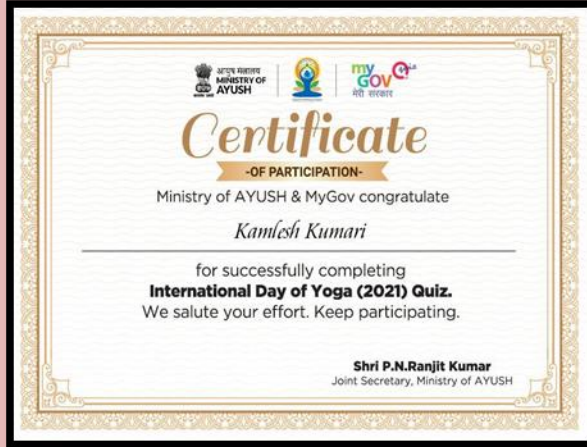 आयुष मंत्रालय
MINISTRY OF
AYUSH
my
GOV
मेरी सरकार
Certificate
-OF PARTICIPATION-
Ministry of AYUSH & MyGov congratulate
Kamlesh Kumari
for successfully completing
International Day of Yoga (2021) Quiz.
We salute your effort. Keep participating.
Shri P.N.Ranjit Kumar
Joint Secretary, Ministry of AYUSH